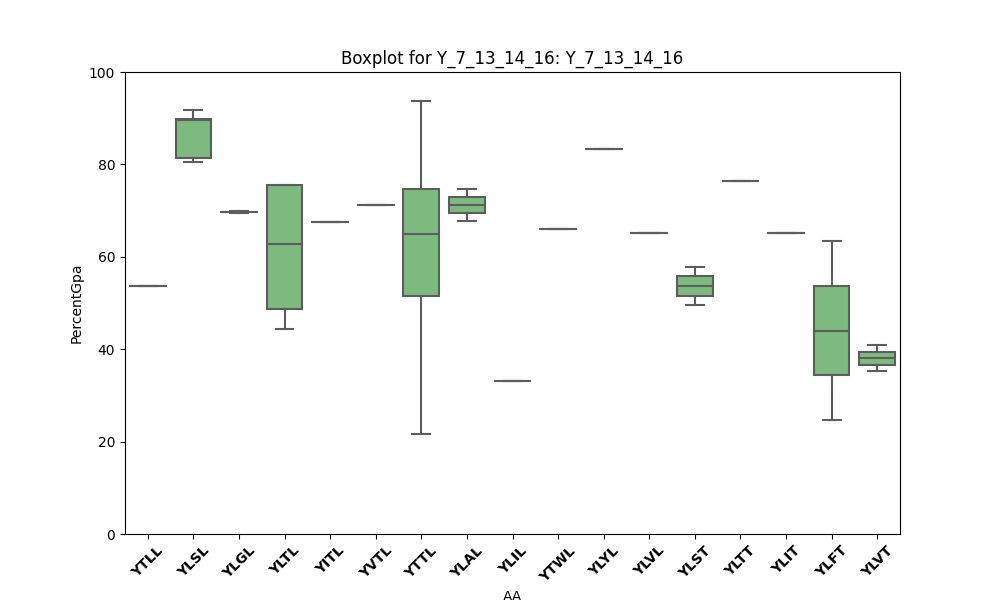 Boxplot for Y_7_13_14_16: Y_7_13_14_16
100
80
60
40
20
0
PercentGpa
YTLL
YLSL
YLGL
YLTL
YITL
YVTL
YTTL
YLAL
YLIL
YTWL
YLYL
YLVL
YLST
YLTT
YLIT
YLFT
YLVT
AA